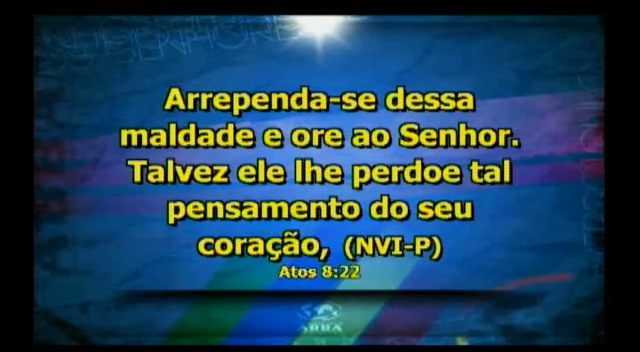 Arrependa-se dessa
maldade e ore ao Senhor.
Talvez ele lhe perdoe tal
pensamento do seu
coração, (NVI-P)
Atos 8:22
ABBA